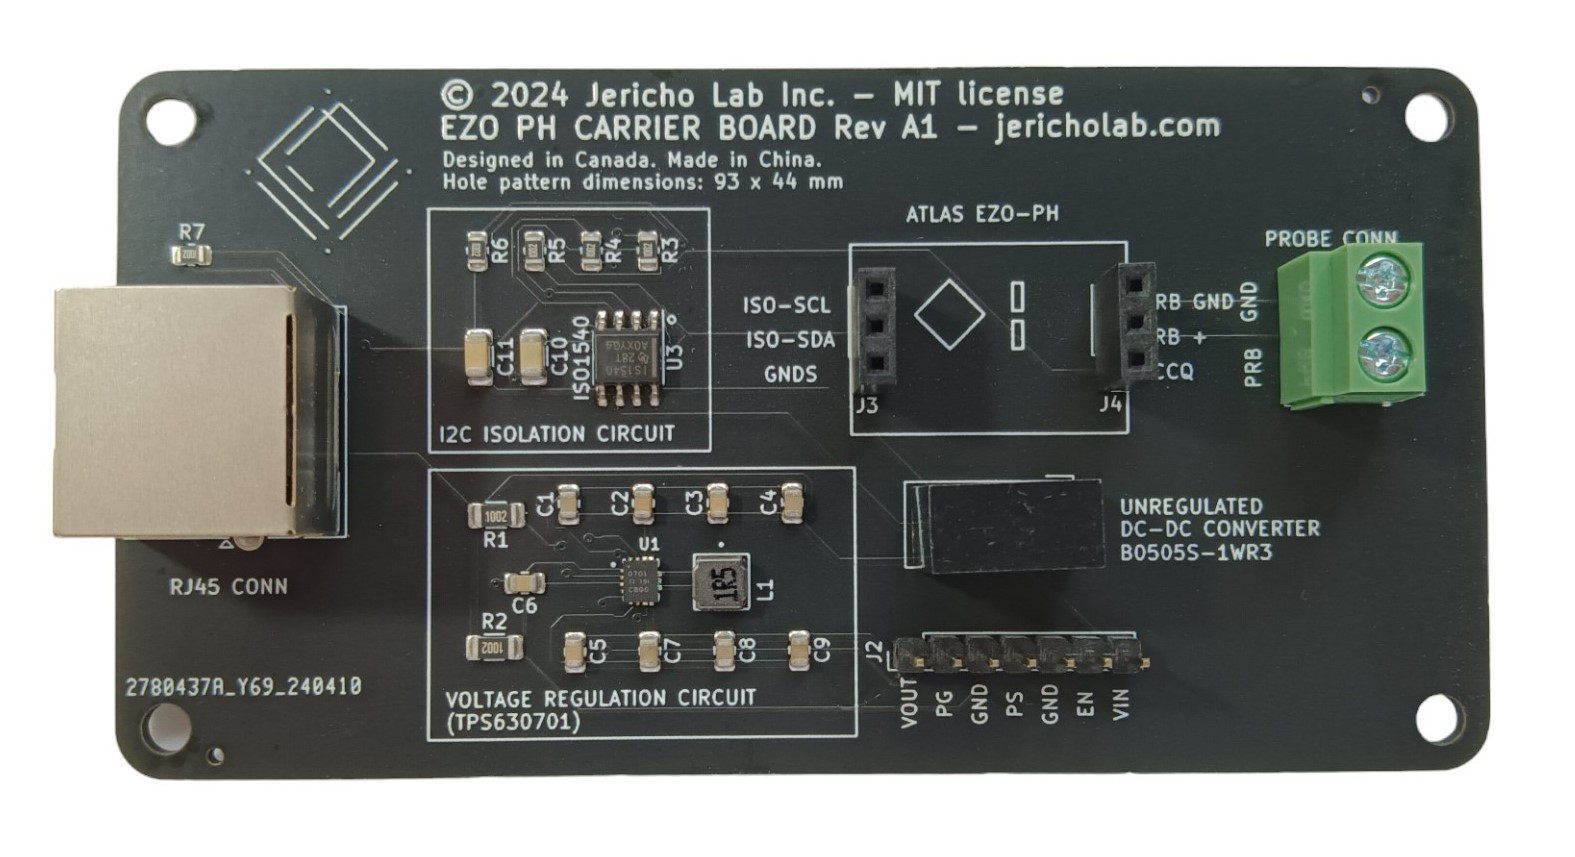 © 2024 Jericho Lab Inc. – MIT license
EZO PH CARRIER BOARD Rev A1 – jericholab.com
Designed in Canada. Made in China.
Hole pattern dimensions: 93 x 44 mm
R7
R6
R5
R4
R3
C11
C10
ISO1540
IS1540
28T
U3
I2C ISOLATION CIRCUIT
ATLAS EZO-PH
ISO-SCL
ISO-SDA
GNDS
J3
J4
RB GND
RB +
CCQ
PROBE CONN
GND
PRB
RJ45 CONN
C1
C2
C3
C4
1002
R1
U1
C6
1R5
L1
R2
1002
C5
C7
C8
C9
VOLTAGE REGULATION CIRCUIT
(TPS630701)
UNREGULATED
DC-DC CONVERTER
B0505S-1WR3
J2
VOUT
PG
GND
PS
GND
EN
VIN
2780437A_Y69_240410